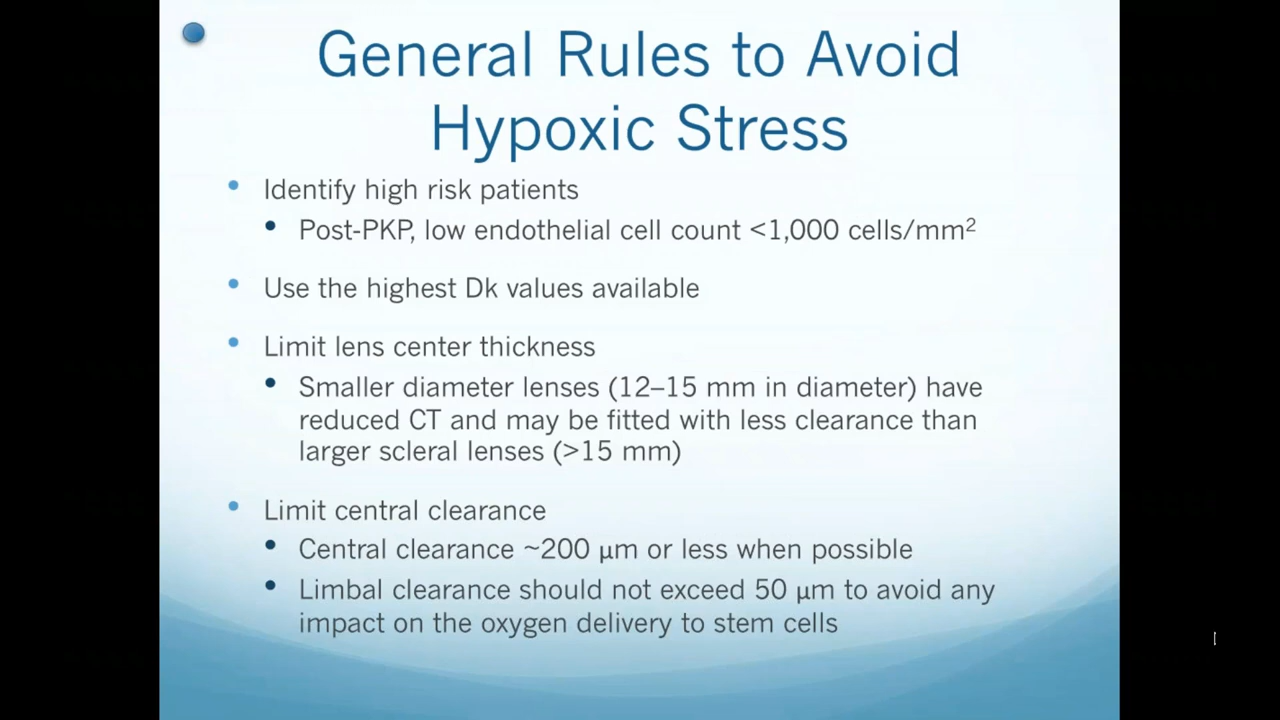 General Rules to Avoid
Hypoxic Stress
• Identify high risk patients
• Post-PKP, low endothelial cell count <1,000 cells/mm²
• Use the highest Dk values available
• Limit lens center thickness
• Smaller diameter lenses (12–15 mm in diameter) have
reduced CT and may be fitted with less clearance than
larger scleral lenses (>15 mm)
• Limit central clearance
• Central clearance ~200 µm or less when possible
• Limbal clearance should not exceed 50 µm to avoid any
impact on the oxygen delivery to stem cells